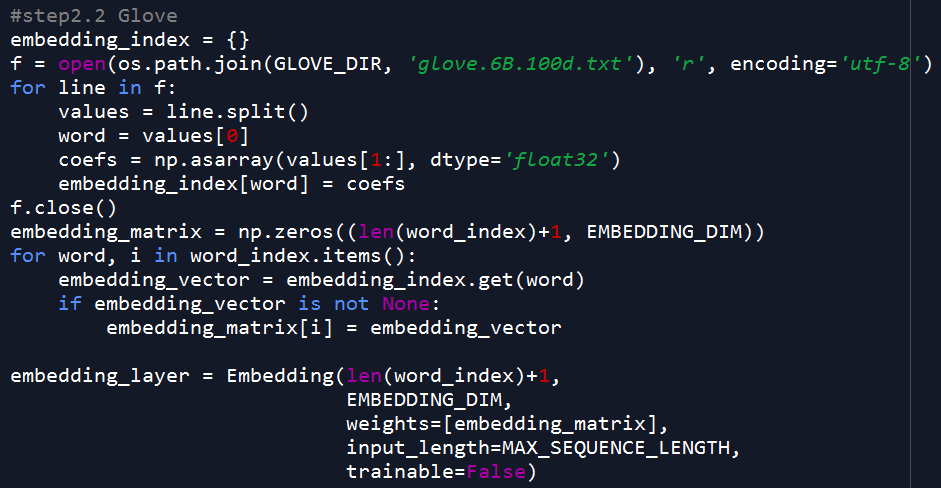 #step2.2 Glove
embedding_index = {}
f = open(os.path.join(GLOVE_DIR, 'glove.6B.100d.txt'), 'r', encoding='utf-8')
for line in f:
    values = line.split()
    word = values[0]
    coefs = np.asarray(values[1:], dtype='float32')
    embedding_index[word] = coefs
f.close()
embedding_matrix = np.zeros((len(word_index)+1, EMBEDDING_DIM))
for word, i in word_index.items():
    embedding_vector = embedding_index.get(word)
    if embedding_vector is not None:
        embedding_matrix[i] = embedding_vector

embedding_layer = Embedding(len(word_index)+1,
                            EMBEDDING_DIM,
                            weights=[embedding_matrix],
                            input_length=MAX_SEQUENCE_LENGTH,
                            trainable=False)